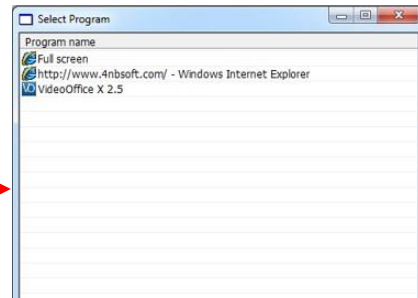 Select Program
Program name
Full screen
http://www.4nbsoft.com/ - Windows Internet Explorer
VideoOffice X 2.5